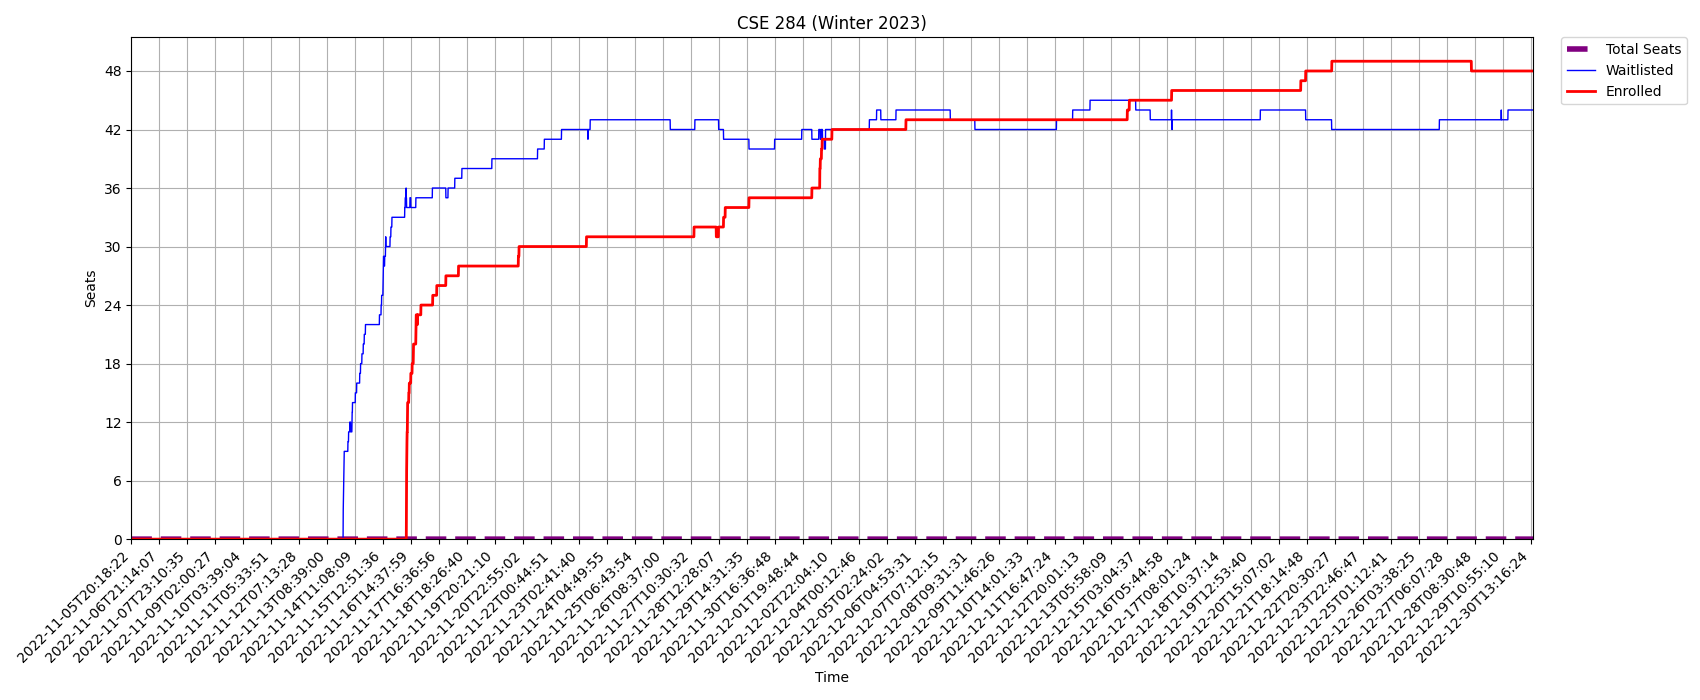 CSE 284 (Winter 2023)
Total Seats
Waitlisted
Enrolled
Seats
48
42
36
30
24
18
12
6
0
2022-11-05T20:18:22
2022-11-06T21:14:07
2022-11-07T23:10:35
2022-11-09T02:00:27
2022-11-10T03:39:04
2022-11-11T05:33:51
2022-11-12T07:13:28
2022-11-13T08:39:00
2022-11-14T11:08:09
2022-11-15T12:51:36
2022-11-16T14:37:59
2022-11-17T16:36:56
2022-11-18T18:26:40
2022-11-19T20:21:10
2022-11-20T22:55:02
2022-11-22T00:44:51
2022-11-23T02:41:40
2022-11-24T04:49:55
2022-11-25T06:43:54
2022-11-26T08:37:00
2022-11-27T10:30:32
2022-11-28T12:28:07
2022-11-29T14:31:35
2022-11-30T16:36:48
2022-12-01T19:48:44
2022-12-02T22:04:10
2022-12-04T00:12:46
2022-12-05T02:24:02
2022-12-06T04:53:31
2022-12-07T07:12:15
2022-12-08T09:31:31
2022-12-09T11:46:26
2022-12-10T14:01:33
2022-12-11T16:47:24
2022-12-12T20:01:13
2022-12-13T23:58:09
2022-12-15T03:04:37
2022-12-16T05:44:58
2022-12-17T08:01:24
2022-12-18T10:37:14
2022-12-19T12:53:40
2022-12-20T15:07:02
2022-12-21T18:14:48
2022-12-22T20:30:27
2022-12-23T22:46:47
2022-12-25T01:12:41
2022-12-26T03:38:25
2022-12-27T06:07:28
2022-12-28T08:30:48
2022-12-29T10:55:10
2022-12-30T13:16:24
Time